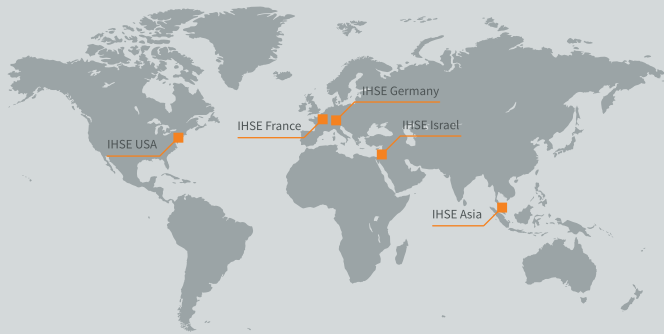 IHSE Germany
IHSE France
IHSE Israel
IHSE USA
IHSE Asia